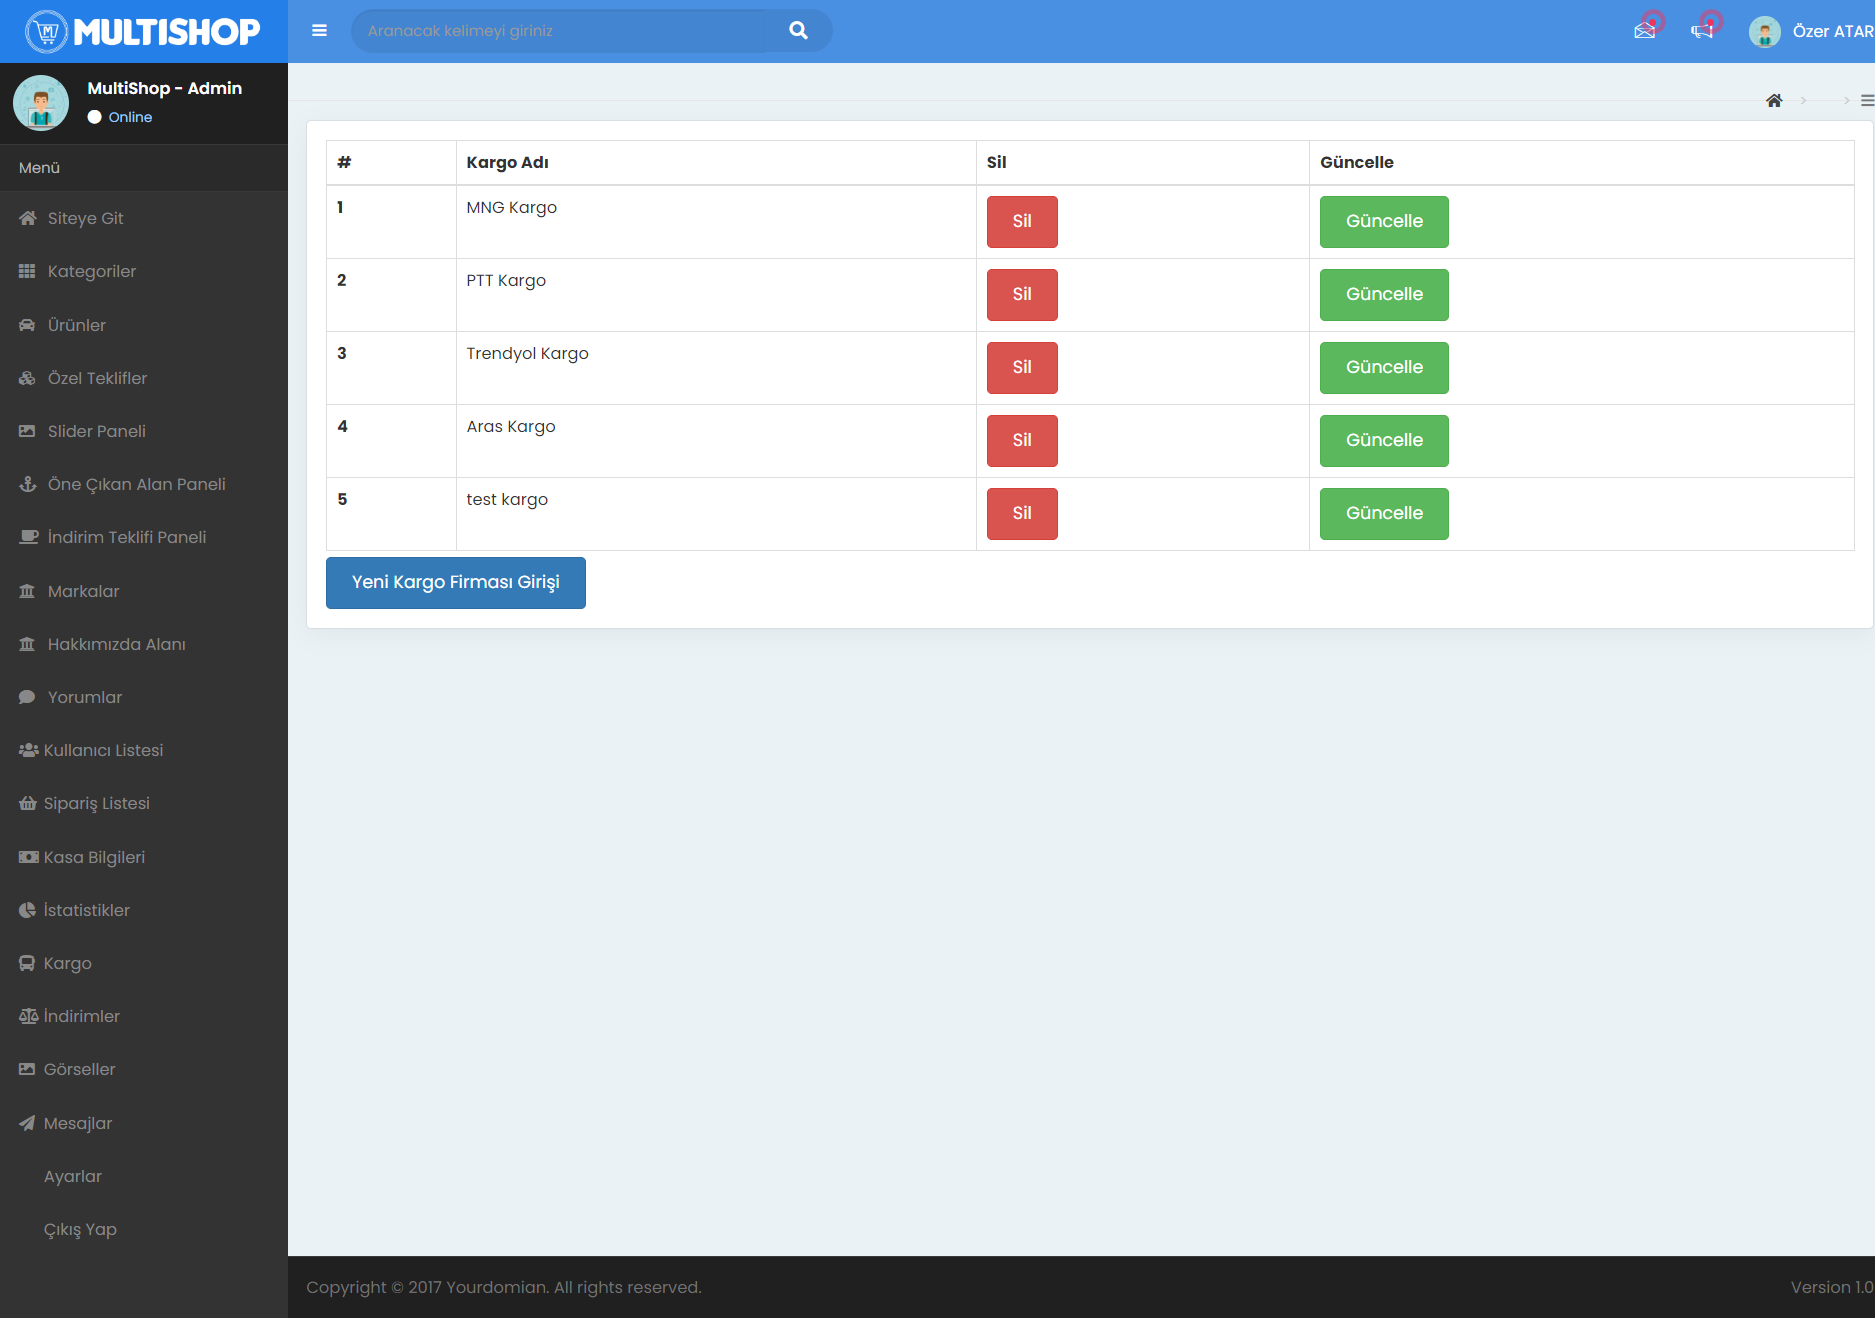 MULTISHOP
Aranacak kelimeyi giriniz
Özer ATAR
MultiShop - Admin
Online
Menü
Siteye Git
Kategoriler
Ürünler
Özel Teklifler
Slider Paneli
Öne Çıkan Alan Paneli
İndirim Teklifi Paneli
Markalar
Hakkımızda Alanı
Yorumlar
Kullanıcı Listesi
Sipariş Listesi
Kasa Bilgileri
İstatistikler
Kargo
İndirimler
Görseller
Mesajlar
Ayarlar
Çıkış Yap
# Kargo Adı Sil Güncelle
1 MNG Kargo Sil Güncelle
2 PTT Kargo Sil Güncelle
3 Trendyol Kargo Sil Güncelle
4 Aras Kargo Sil Güncelle
5 test kargo Sil Güncelle
Yeni Kargo Firması Girişi
Copyright © 2017 Yourdomian. All rights reserved.
Version 1.0